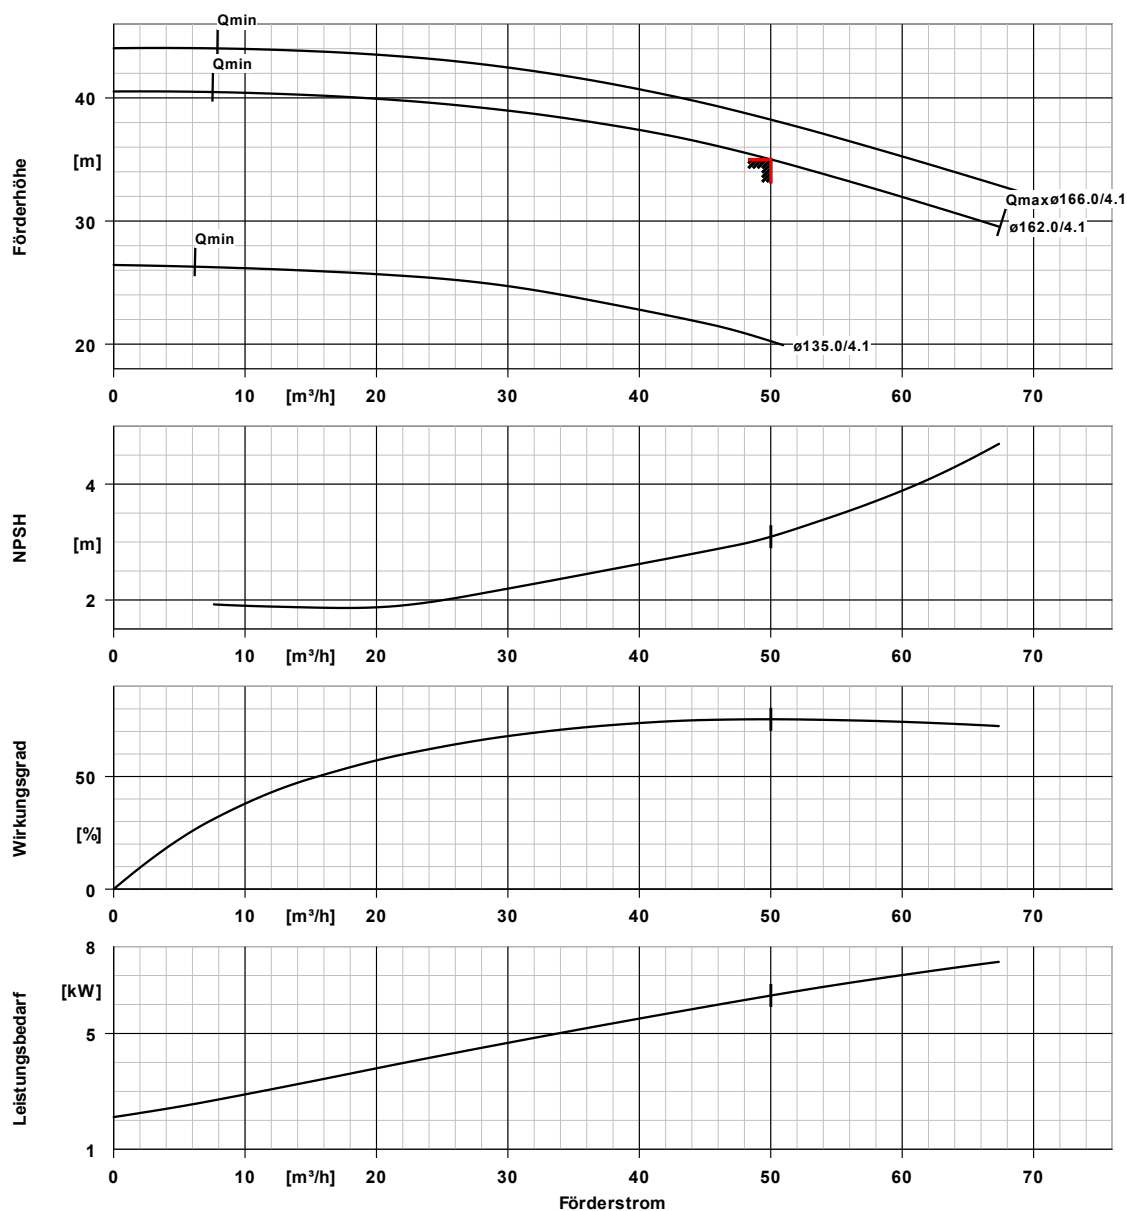 Qmin
Qmin
40
[m]
Förderhöhe
Qmaxø166.0/4.1
30
ø162.0/4.1
Qmin
20
ø135.0/4.1
0 10 [m³/h] 20 30 40 50 60 70
4
NPSH
[m]
2
0 10 [m³/h] 20 30 40 50 60 70
50
Wirkungsgrad
[%]
0
0 10 [m³/h] 20 30 40 50 60 70
8
[kW]
5
Leistungsbedarf
1
0 10 [m³/h] 20 30 40 50 60 70
Förderstrom